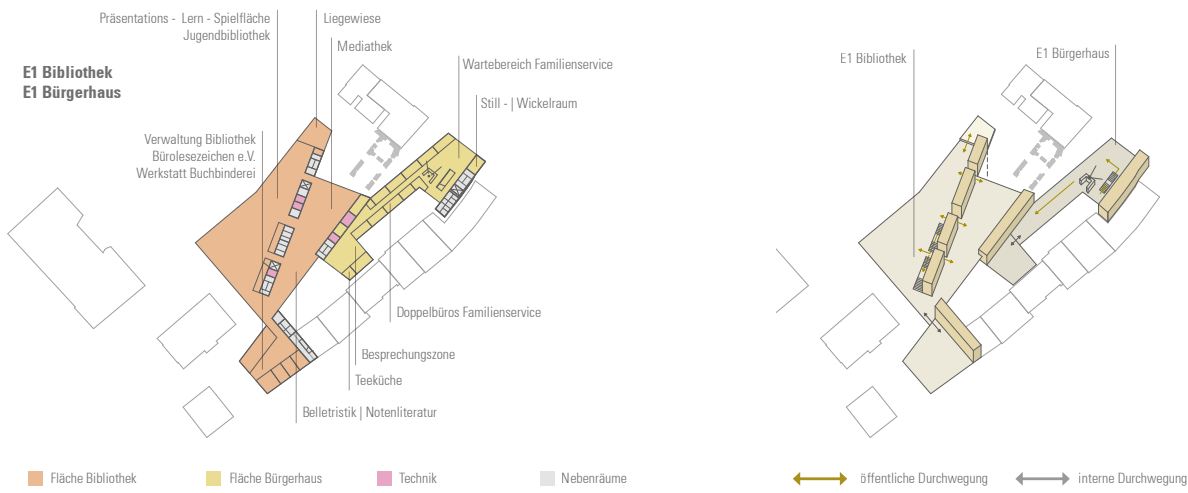 Präsentations - Lern - Spielfläche
Jugendbibliothek
Liegewiese
Mediathek
E1 Bibliothek
E1 Bürgerhaus
Wartebereich Familienservice
Still - | Wickelraum
Verwaltung Bibliothek
Bürolesezeichen e.V.
Werkstatt Buchbinderei
Doppelbüros Familienservice
Besprechungszone
Teeküche
Belletristik | Notenliteratur
E1 Bibliothek
E1 Bürgerhaus
Fläche Bibliothek
Fläche Bürgerhaus
Technik
Nebenräume
öffentliche Durchwegung
interne Durchwegung